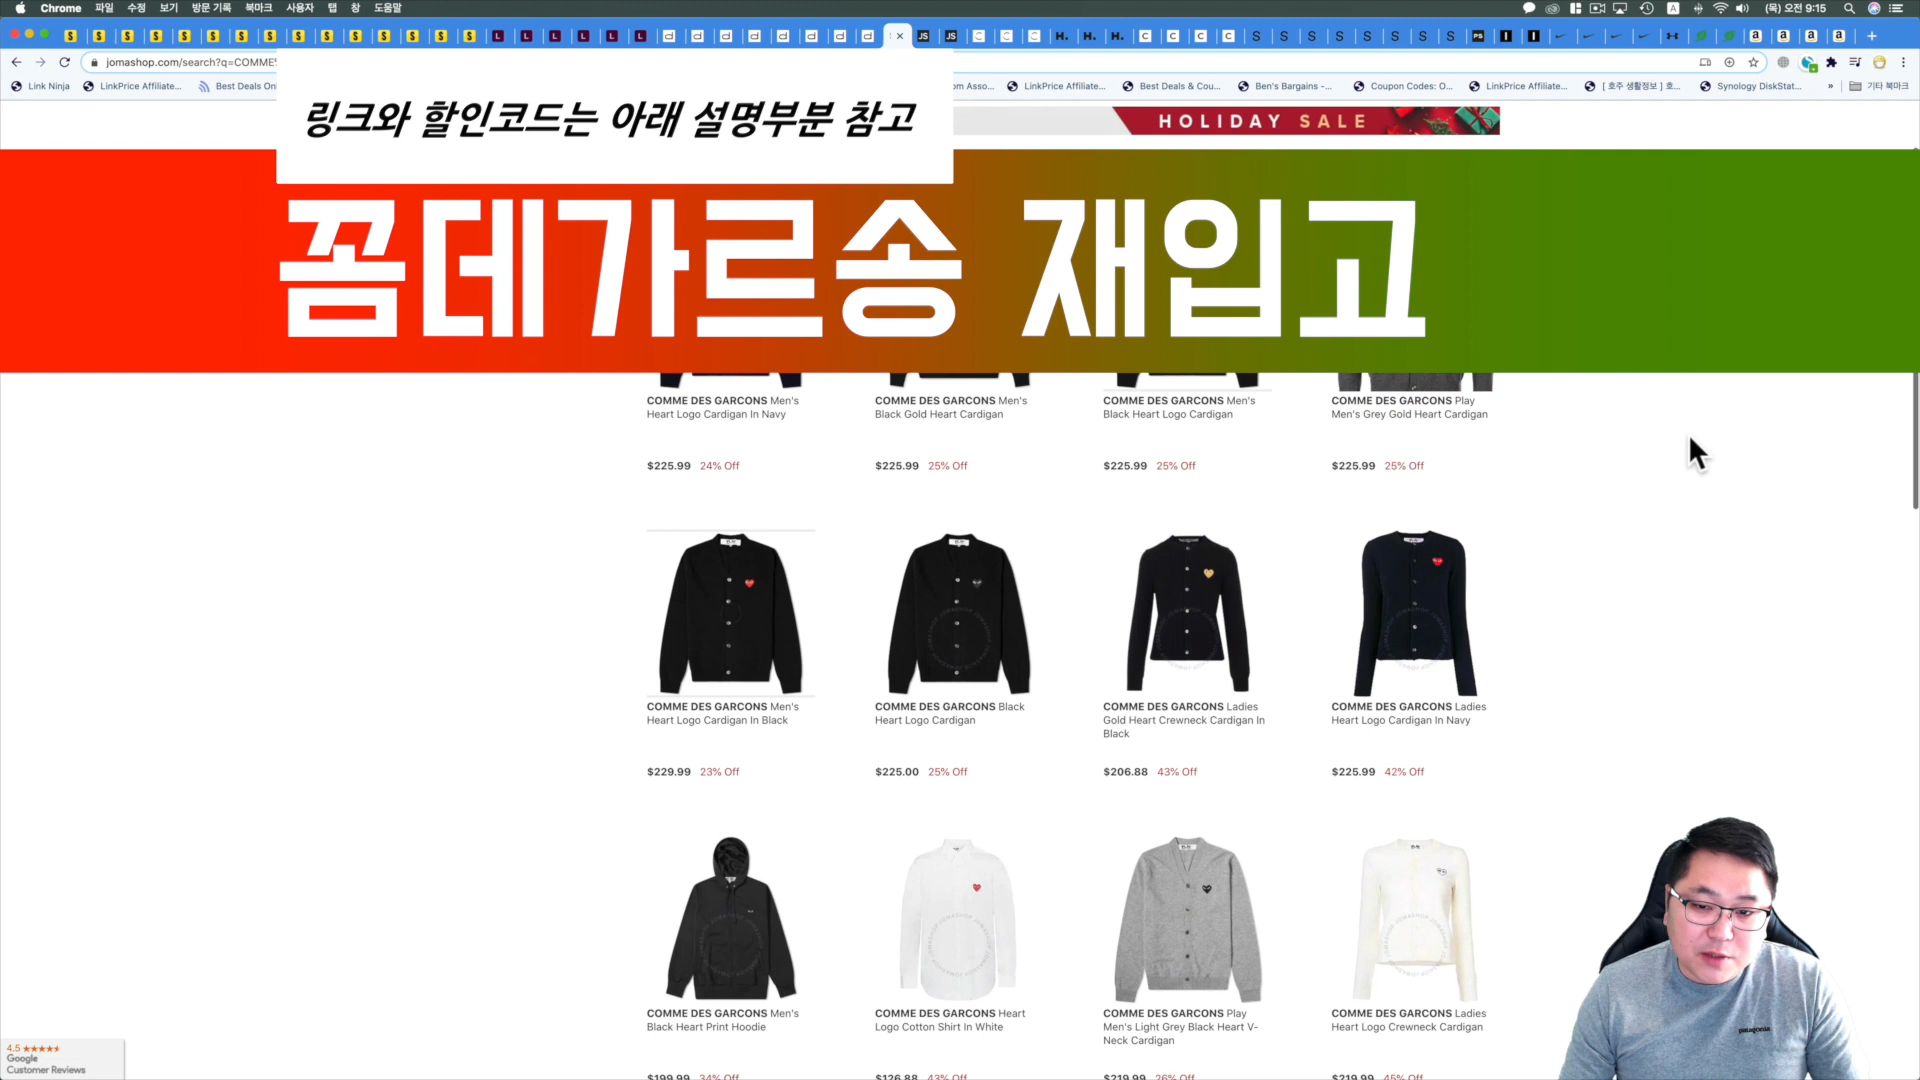 Chrome 파일 수정 보기 방문 기록 북마크 사용자 탭 창 도움말
(목) 오전 9:15
jomashop.com/search?q=COMME
Link Ninja LinkPrice Affiliate... Best Deals On
om Asso... LinkPrice Affiliate... Best Deals & Cou... Ben's Bargains -... Coupon Codes: O... LinkPrice Affiliate... [ 호주 생활정보 ] 호... Synology DiskStat... » 기타 북마크
링크와 할인코드는 아래 설명부분 참고
HOLIDAY SALE
꼼데가르송 재입고
COMME DES GARCONS Men's
Heart Logo Cardigan In Navy
$225.99 24% Off
COMME DES GARCONS Men's
Black Gold Heart Cardigan
$225.99 25% Off
COMME DES GARCONS Men's
Black Heart Logo Cardigan
$225.99 25% Off
COMME DES GARCONS Play
Men's Grey Gold Heart Cardigan
$225.99 25% Off
COMME DES GARCONS Men's
Heart Logo Cardigan In Black
$229.99 23% Off
COMME DES GARCONS Black
Heart Logo Cardigan
$225.00 25% Off
COMME DES GARCONS Ladies
Gold Heart Crewneck Cardigan In
Black
$206.88 43% Off
COMME DES GARCONS Ladies
Heart Logo Cardigan In Navy
$225.99 42% Off
COMME DES GARCONS Men's
Black Heart Print Hoodie
$199.99 34% Off
COMME DES GARCONS Heart
Logo Cotton Shirt In White
$126.88 43% Off
COMME DES GARCONS Play
Men's Light Grey Black Heart V-
Neck Cardigan
$219.99 26% Off
COMME DES GARCONS Ladies
Heart Logo Crewneck Cardigan
$219.99 45% Off
4.5
Google
Customer Reviews
patagonia